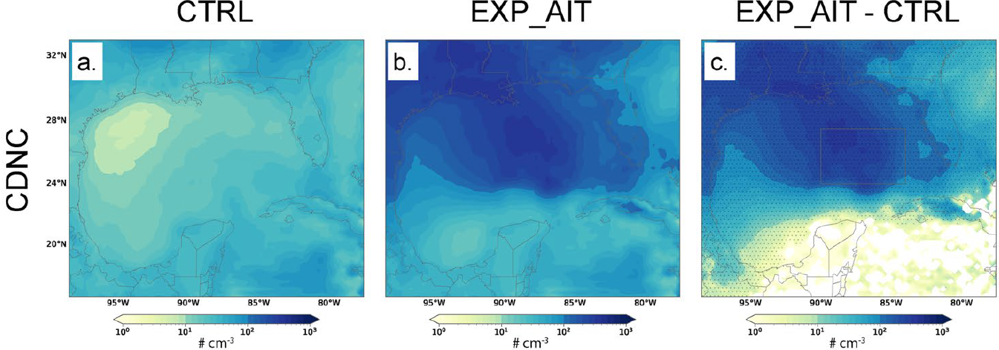 CTRL
EXP_AIT
EXP_AIT - CTRL
CDNC
a.
b.
c.
32°N
28°N
24°N
20°N
95°W 90°W 85°W 80°W
95°W 90°W 85°W 80°W
95°W 90°W 85°W 80°W
10⁰ 10¹ 10² 10³
10⁰ 10¹ 10² 10³
10⁰ 10¹ 10² 10³
# cm⁻³
# cm⁻³
# cm⁻³